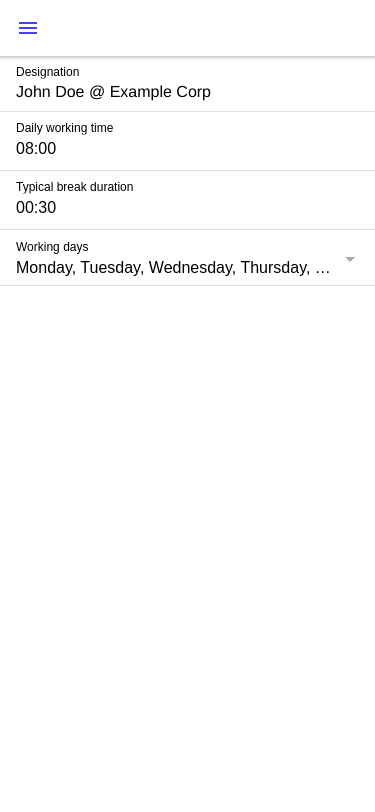 Designation
John Doe @ Example Corp
Daily working time
08:00
Typical break duration
00:30
Working days
Monday, Tuesday, Wednesday, Thursday, …